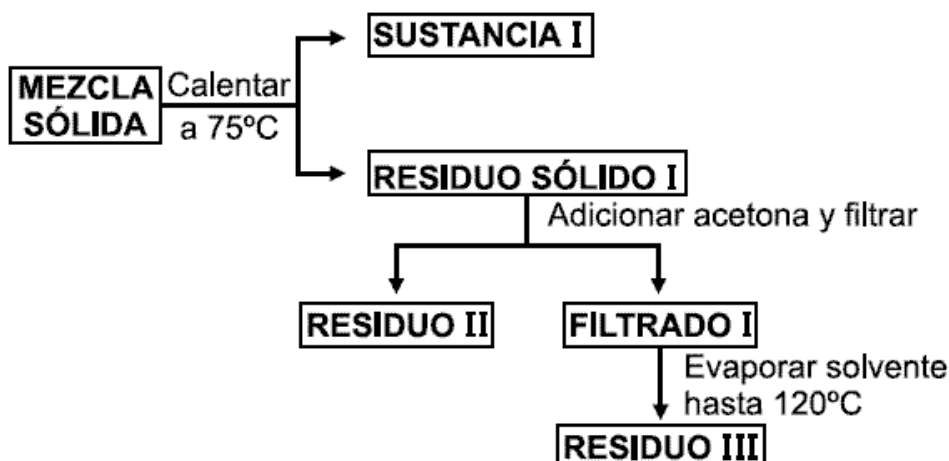 SUSTANCIA I
MEZCLA
SÓLIDA
Calentar
a 75ºC
RESIDUO SÓLIDO I
Adicionar acetona y filtrar
RESIDUO II
FILTRADO I
Evaporar solvente
hasta 120ºC
RESIDUO III